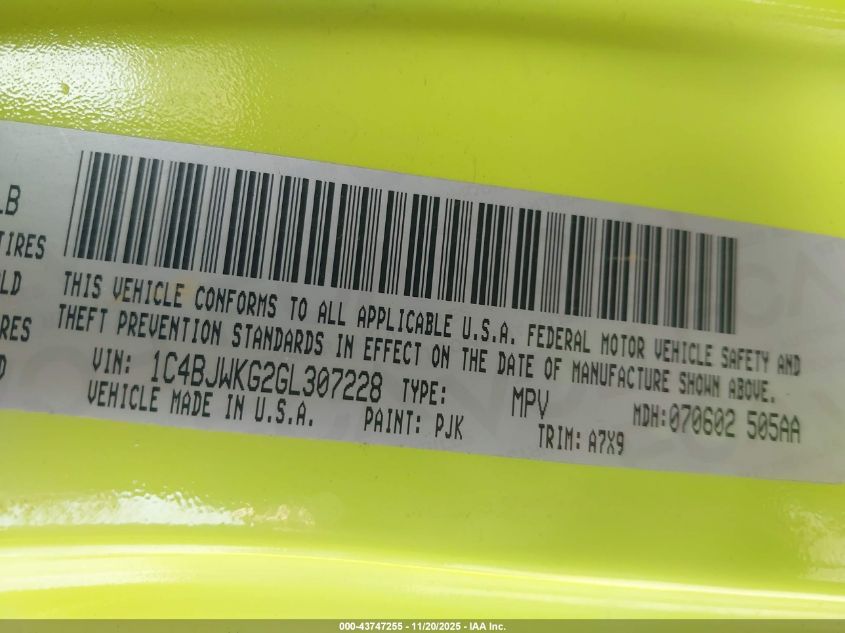 LB
TIRES
LD
RES
D
THIS VEHICLE CONFORMS TO ALL APPLICABLE U.S.A. FEDERAL MOTOR VEHICLE SAFETY AND
THEFT PREVENTION STANDARDS IN EFFECT ON THE DATE OF MANUFACTURE SHOWN ABOVE.
VIN: 1C4BJWKG2GL307228 TYPE: MPV MDH:070602 505AA
VEHICLE MADE IN U.S.A. PAINT: PJK TRIM: A7X9
000-43747255 - 11/20/2025 - IAA Inc.